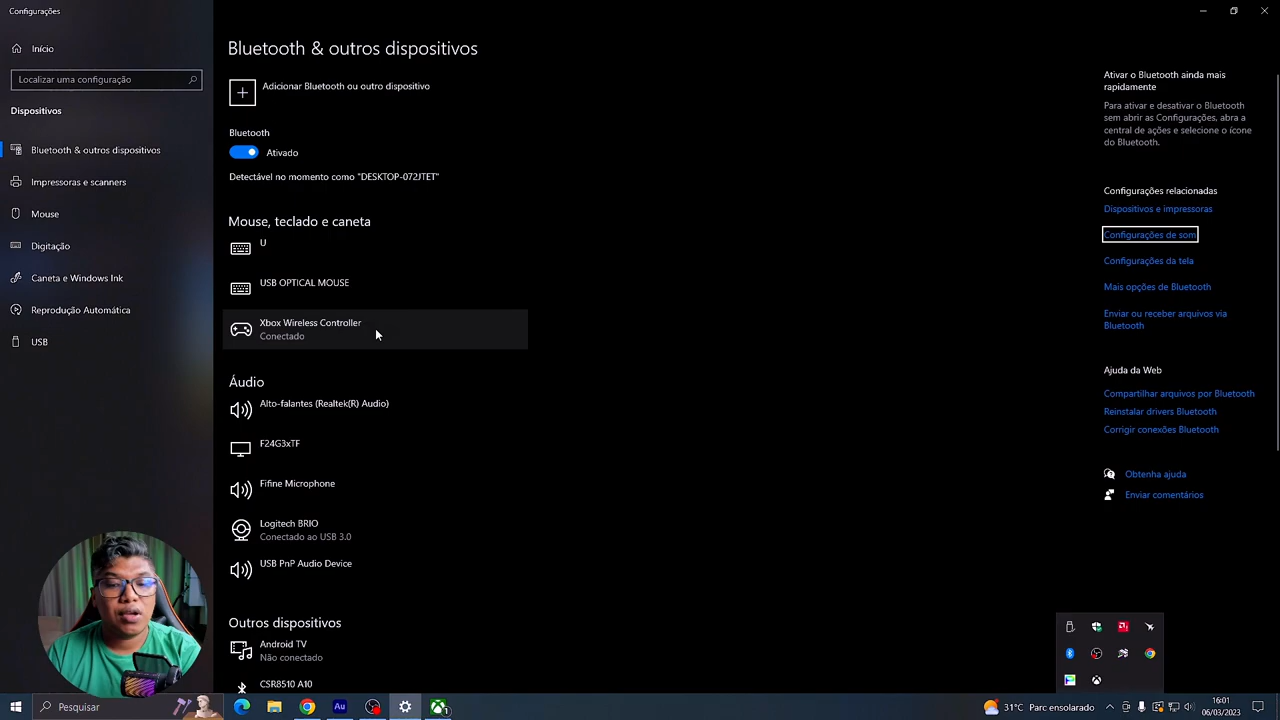 Configurações
Início
Localizar uma configuração
Dispositivos
Bluetooth & outros dispositivos
Impressoras e scanners
Mouse
Digitação
Caneta e Windows Ink
Reprodução Automática
USB
Bluetooth & outros dispositivos
Adicionar Bluetooth ou outro dispositivo
Bluetooth
Ativado
Detectável no momento como "DESKTOP-072JTET"
Mouse, teclado e caneta
U
USB OPTICAL MOUSE
Xbox Wireless Controller
Conectado
Áudio
Alto-falantes (Realtek(R) Audio)
F24G3xTF
Fifine Microphone
Logitech BRIO
Conectado ao USB 3.0
USB PnP Audio Device
Outros dispositivos
Android TV
Não conectado
CSR8510 A10
Ativar o Bluetooth ainda mais
rapidamente
Para ativar e desativar o Bluetooth
sem abrir as Configurações, abra a
central de ações e selecione o ícone
do Bluetooth.
Configurações relacionadas
Dispositivos e impressoras
Configurações de som
Configurações da tela
Mais opções de Bluetooth
Enviar ou receber arquivos via
Bluetooth
Ajuda da Web
Compartilhar arquivos por Bluetooth
Reinstalar drivers Bluetooth
Corrigir conexões Bluetooth
Obtenha ajuda
Enviar comentários
Pesquisar
Au
31°C Parc ensolarado
16:01
06/03/2023